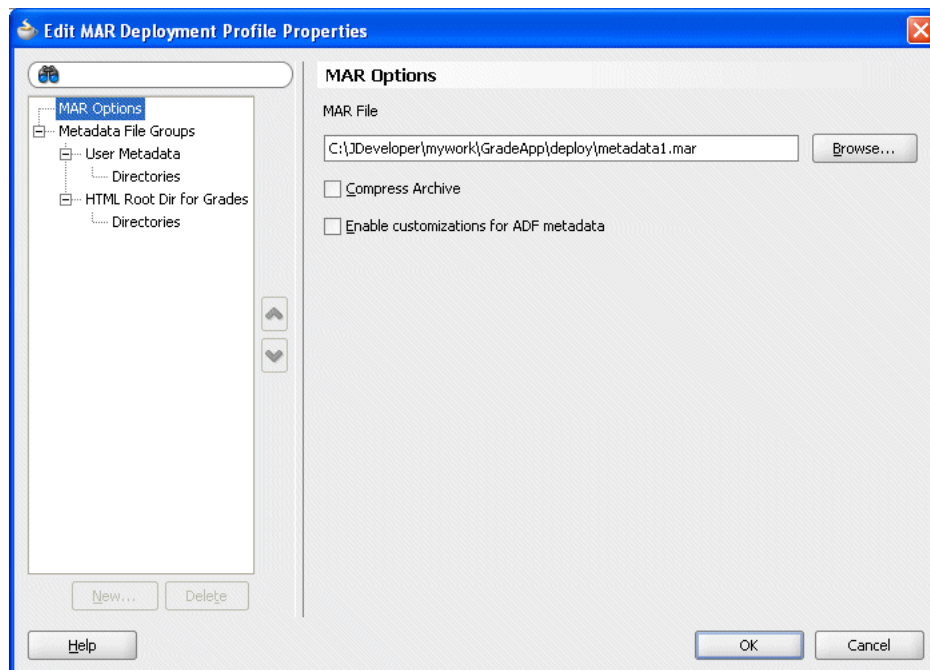 Edit MAR Deployment Profile Properties
MAR Options
Metadata File Groups
User Metadata
Directories
HTML Root Dir for Grades
Directories
New...
Delete
MAR Options
MAR File
C:\JDeveloper\mywork\GradeApp\deploy\metadata1.mar
Browse...
Compress Archive
Enable customizations for ADF metadata
Help
OK
Cancel